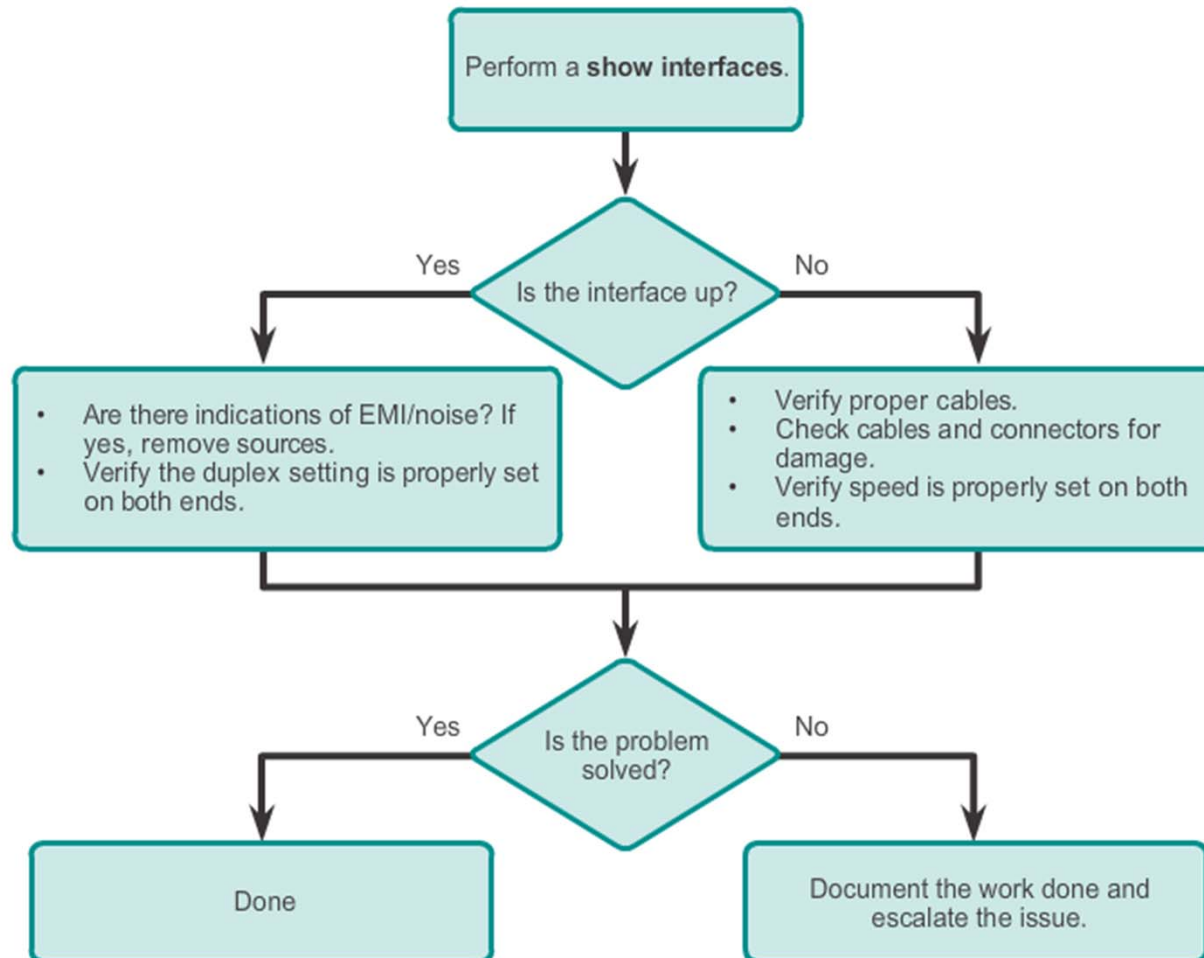 Perform a show interfaces.
Yes
No
Is the interface up?
• Are there indications of EMI/noise? If
yes, remove sources.
• Verify the duplex setting is properly set
on both ends.
• Verify proper cables.
• Check cables and connectors for
damage.
• Verify speed is properly set on both
ends.
Yes
No
Is the problem
solved?
Done
Document the work done and
escalate the issue.